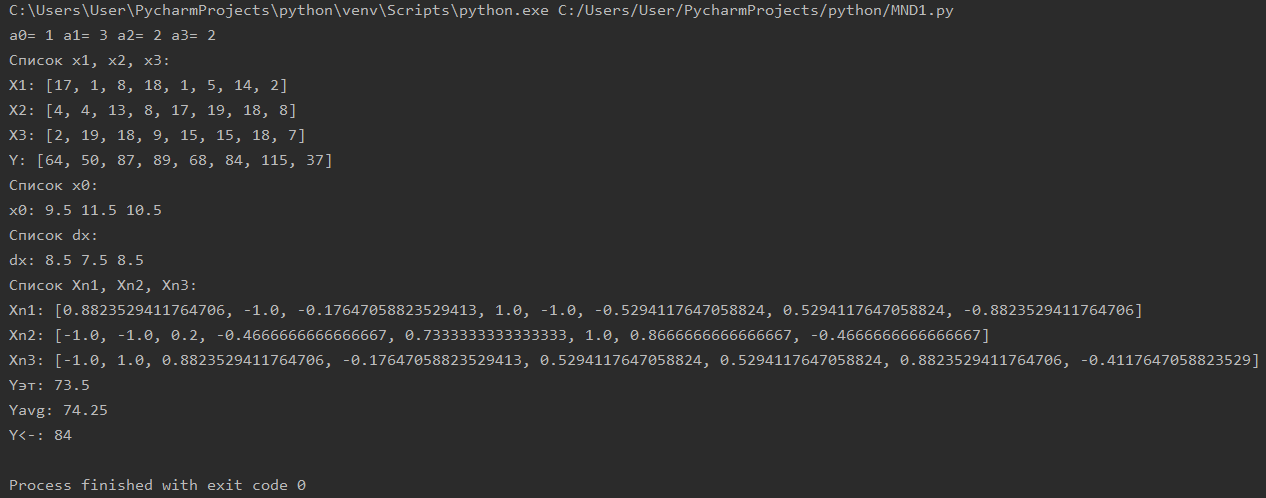 C:\Users\User\PycharmProjects\python\venv\Scripts\python.exe C:/Users/User/PycharmProjects/python/MND1.py
a0= 1 a1= 3 a2= 2 a3= 2
Список x1, x2, x3:
X1: [17, 1, 8, 18, 1, 5, 14, 2]
X2: [4, 4, 13, 8, 17, 19, 18, 8]
X3: [2, 19, 18, 9, 15, 15, 18, 7]
Y: [64, 50, 87, 89, 68, 84, 115, 37]
Список x0:
x0: 9.5 11.5 10.5
Список dx:
dx: 8.5 7.5 8.5
Список Xn1, Xn2, Xn3:
Xn1: [0.8823529411764706, -1.0, -0.17647058823529413, 1.0, -1.0, -0.5294117647058824, 0.5294117647058824, -0.8823529411764706]
Xn2: [-1.0, -1.0, 0.2, -0.4666666666666667, 0.7333333333333333, 1.0, 0.8666666666666667, -0.4666666666666667]
Xn3: [-1.0, 1.0, 0.8823529411764706, -0.17647058823529413, 0.5294117647058824, 0.5294117647058824, 0.8823529411764706, -0.4117647058823529]
Yэт: 73.5
Yavg: 74.25
Y<-: 84
Process finished with exit code 0